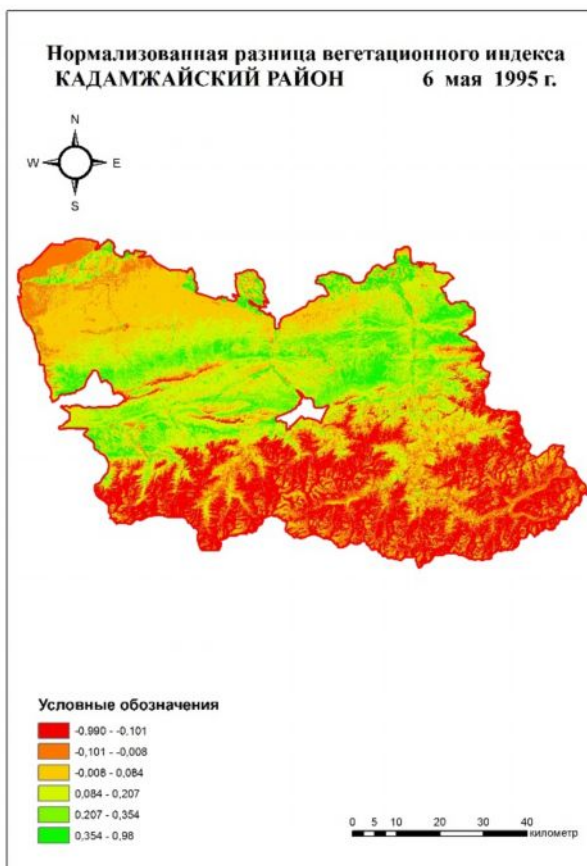 Нормализованная разница вегетационного индекса
КАДАМЖАЙСКИЙ РАЙОН 6 мая 1995 г.
N
W E
S
Условные обозначения
-0,990 - -0,101
-0,101 - -0,008
-0,008 - 0,084
0,084 - 0,207
0,207 - 0,354
0,354 - 0,98
0 5 10 20 30 40
километр